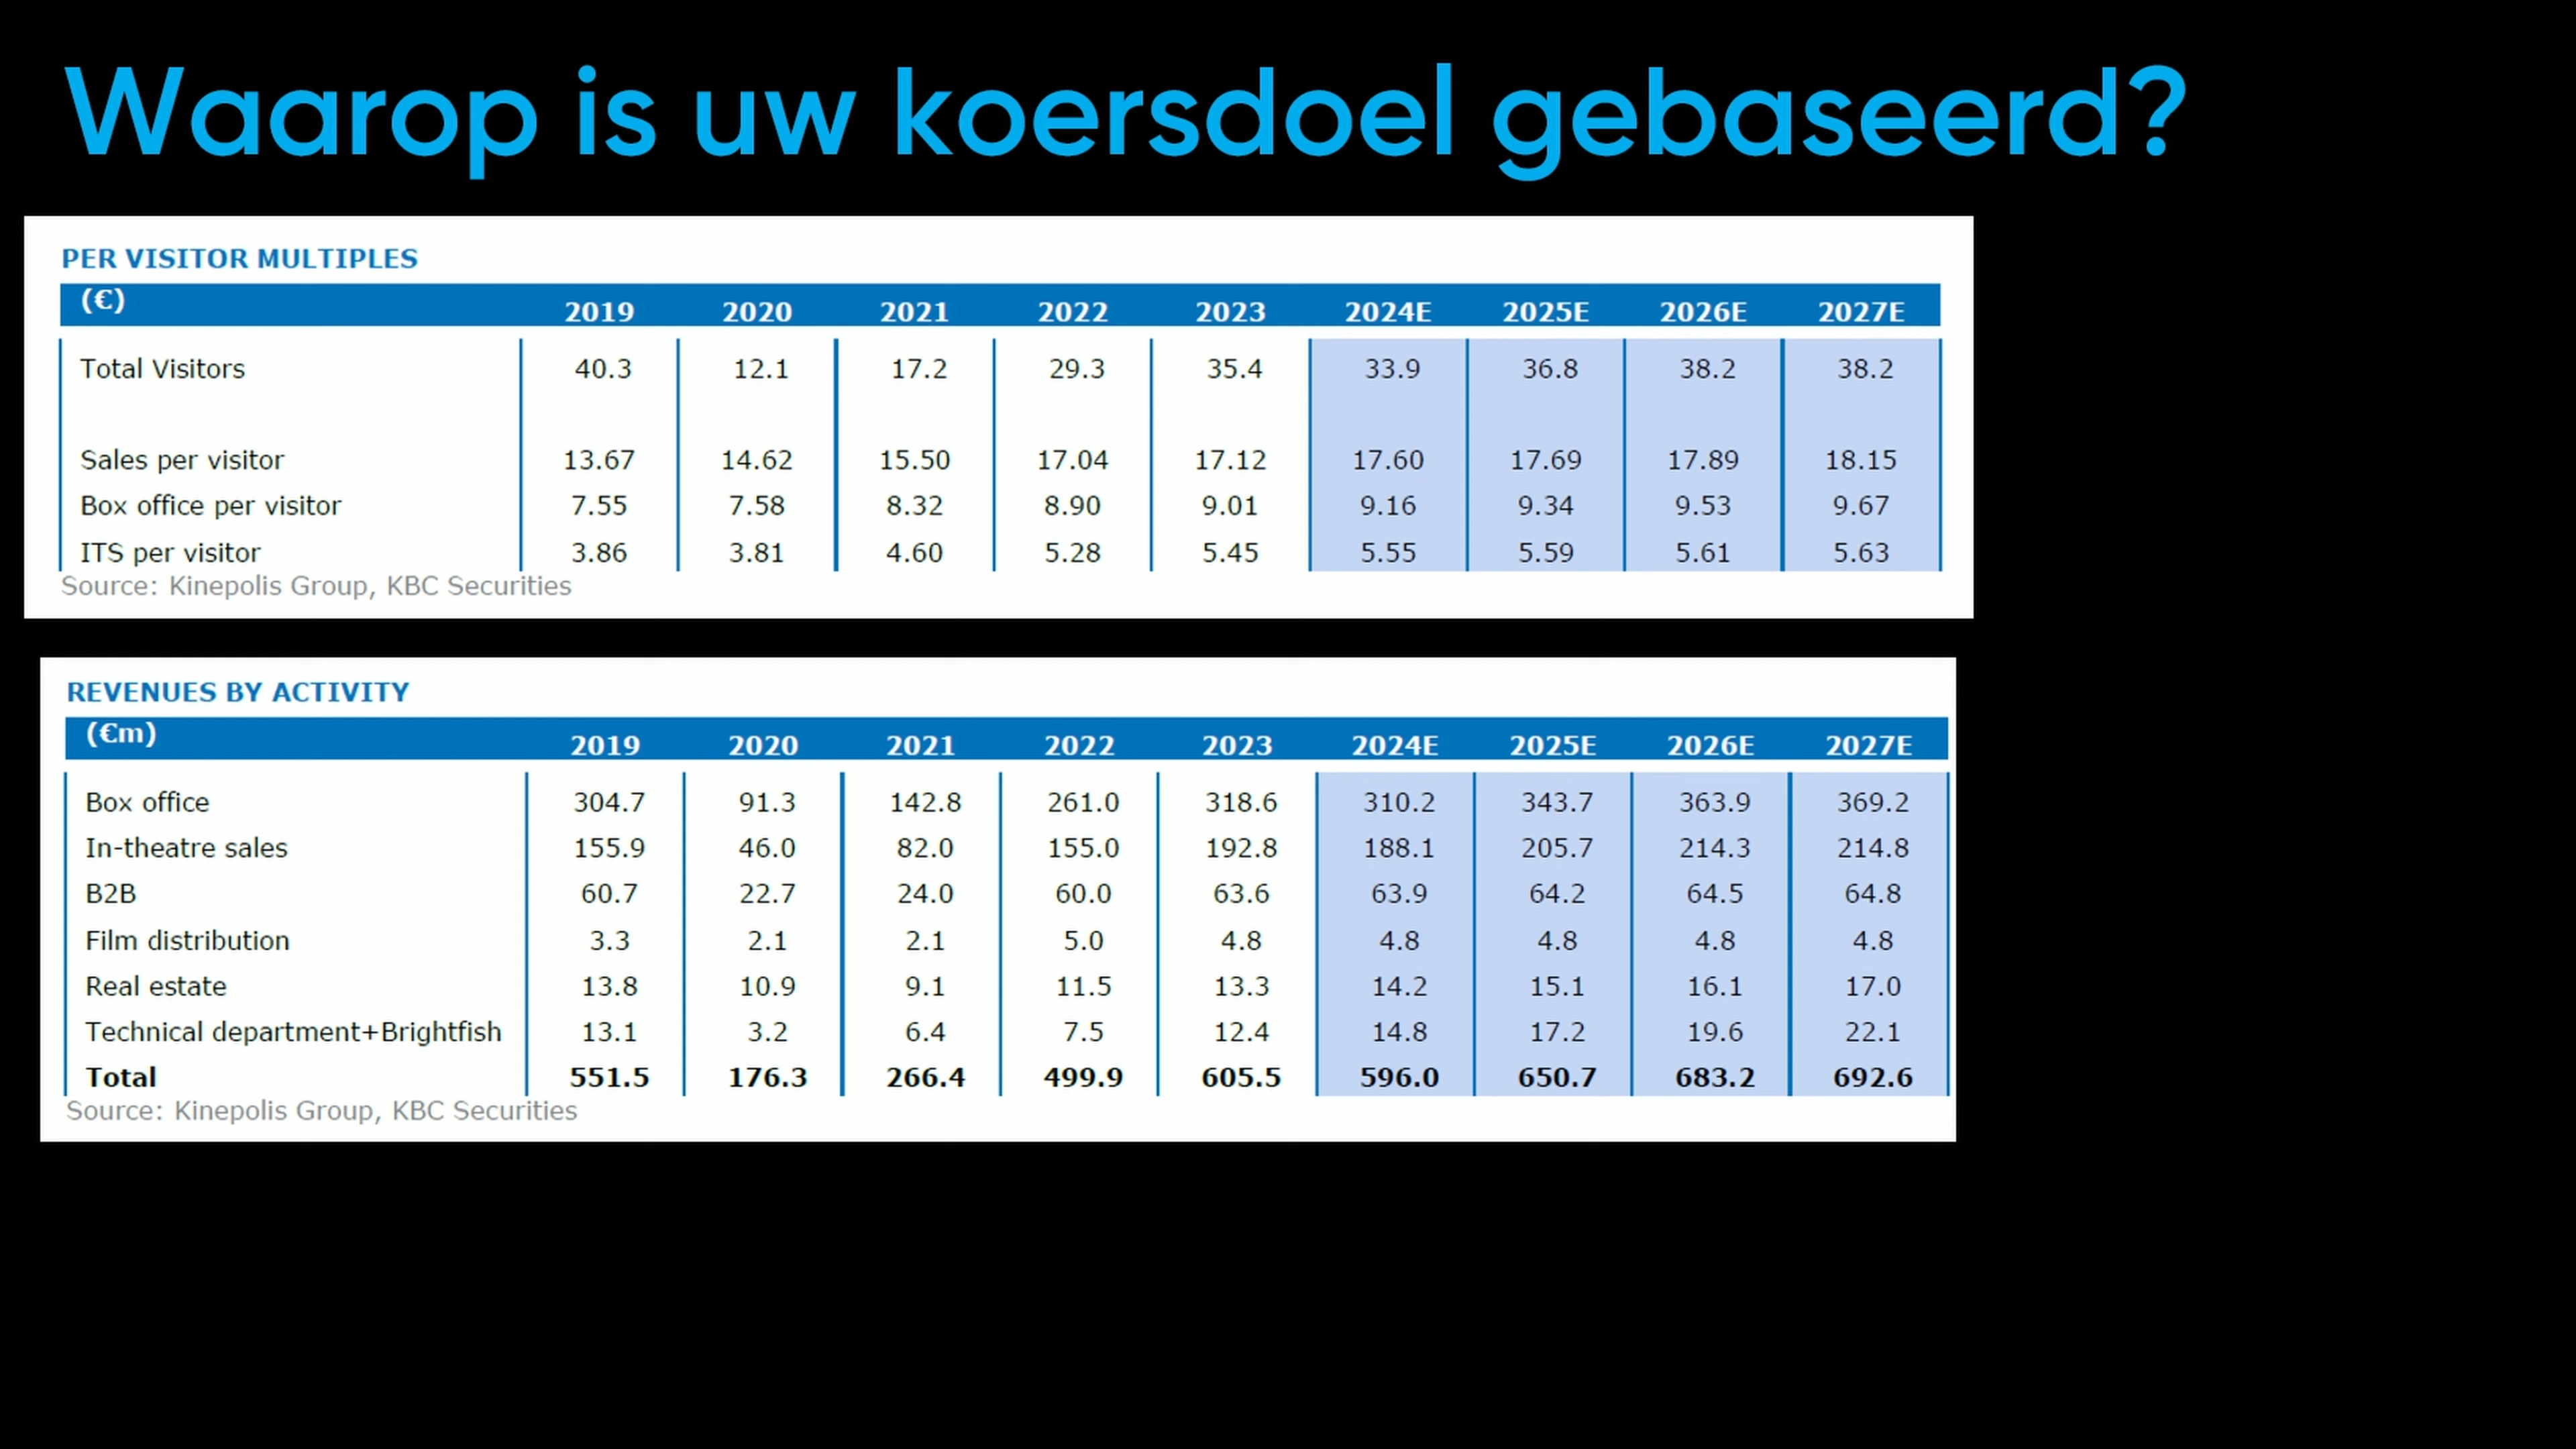 Waarop is uw koersdoel gebaseerd?
PER VISITOR MULTIPLES
(€) 2019 2020 2021 2022 2023 2024E 2025E 2026E 2027E
Total Visitors 40.3 12.1 17.2 29.3 35.4 33.9 36.8 38.2 38.2
Sales per visitor 13.67 14.62 15.50 17.04 17.12 17.60 17.69 17.89 18.15
Box office per visitor 7.55 7.58 8.32 8.90 9.01 9.16 9.34 9.53 9.67
ITS per visitor 3.86 3.81 4.60 5.28 5.45 5.55 5.59 5.61 5.63
Source: Kinepolis Group, KBC Securities
REVENUES BY ACTIVITY
(€m) 2019 2020 2021 2022 2023 2024E 2025E 2026E 2027E
Box office 304.7 91.3 142.8 261.0 318.6 310.2 343.7 363.9 369.2
In-theatre sales 155.9 46.0 82.0 155.0 192.8 188.1 205.7 214.3 214.8
B2B 60.7 22.7 24.0 60.0 63.6 63.9 64.2 64.5 64.8
Film distribution 3.3 2.1 2.1 5.0 4.8 4.8 4.8 4.8 4.8
Real estate 13.8 10.9 9.1 11.5 13.3 14.2 15.1 16.1 17.0
Technical department+Brightfish 13.1 3.2 6.4 7.5 12.4 14.8 17.2 19.6 22.1
Total 551.5 176.3 266.4 499.9 605.5 596.0 650.7 683.2 692.6
Source: Kinepolis Group, KBC Securities